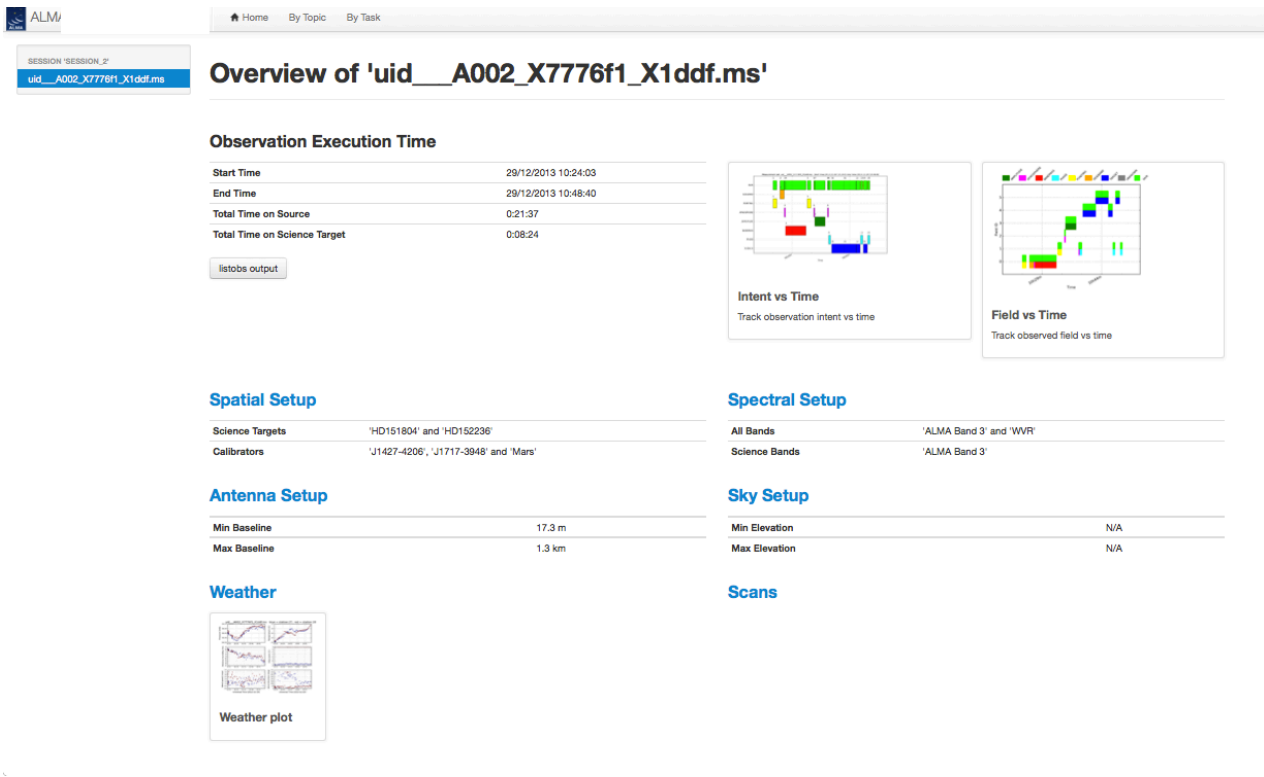 ALMA
Home By Topic By Task
SESSION 'SESSION_2'
uid___A002_X7776f1_X1ddf.ms
Overview of 'uid___A002_X7776f1_X1ddf.ms'
Observation Execution Time
Start Time 29/12/2013 10:24:03
End Time 29/12/2013 10:48:40
Total Time on Source 0:21:37
Total Time on Science Target 0:08:24
listobs output
Intent vs Time
Track observation intent vs time
Field vs Time
Track observed field vs time
Spatial Setup
Science Targets 'HD151804' and 'HD152236'
Calibrators 'J1427-4206', 'J1717-3948' and 'Mars'
Spectral Setup
All Bands 'ALMA Band 3' and 'WVR'
Science Bands 'ALMA Band 3'
Antenna Setup
Min Baseline 17.3 m
Max Baseline 1.3 km
Sky Setup
Min Elevation N/A
Max Elevation N/A
Weather
Weather plot
Scans